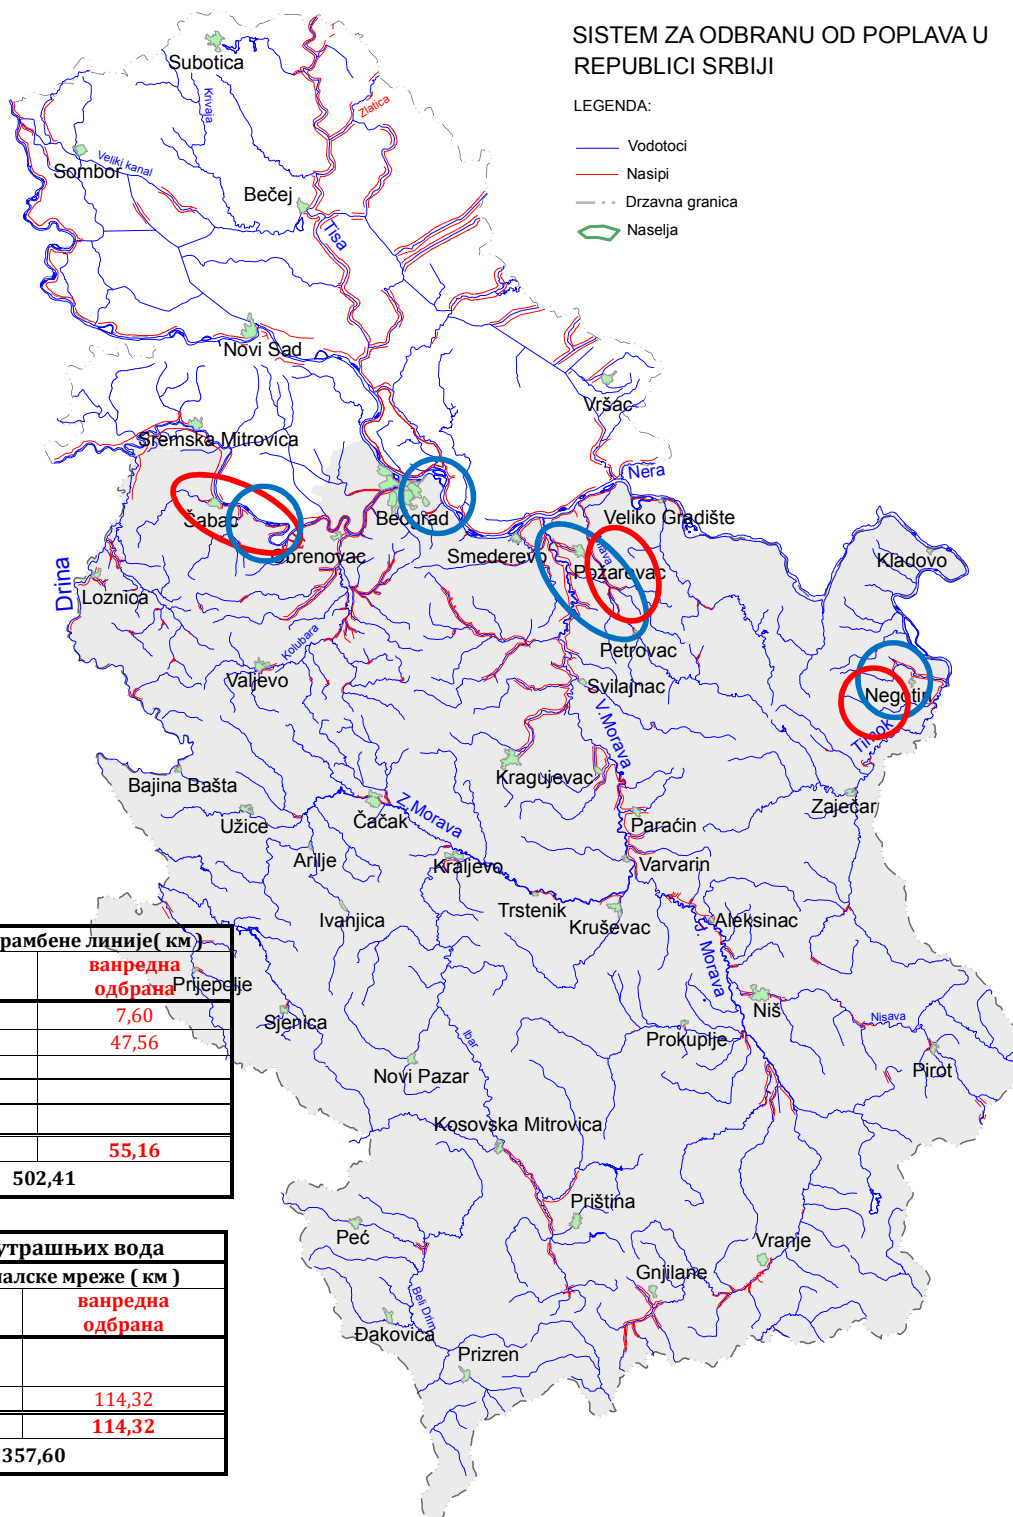 SISTEM ZA ODBRANU OD POPLAVA U
REPUBLICI SRBIJI
LEGENDA:
Vodotoci
Nasipi
Drzavna granica
Naselja
Subotica
Krivaja
Zlatica
Sombor
Veliki kanal
Bečej
Tisa
Novi Sad
Vršac
Sremska Mitrovica
Nera
Šabac
Beograd
Veliko Gradište
Obrenovac
Smederevo
Kladovo
Požarevac
Drina
Loznica
Kolubara
Petrovac
Valjevo
Svilajnac
Negotin
V.Morava
Timok
Bajina Bašta
Kragujevac
Zaječar
Užice
Čačak
Z.Morava
Paraćin
Arilje
Kraljevo
Varvarin
Ivanjica
Trstenik
Kruševac
Aleksinac
J. Morava
Prijepolje
Sjenica
Niš
Nisava
Ibar
Prokuplje
Pirot
Novi Pazar
Kosovska Mitrovica
Priština
Peć
Vranje
Gnjilane
Beli Drim
Đakovica
Prizren
рамбене линије( км )
ванредна
одбрана
7,60
47,56
55,16
502,41
утрашњих вода
налске мреже ( км )
ванредна
одбрана
114,32
114,32
357,60